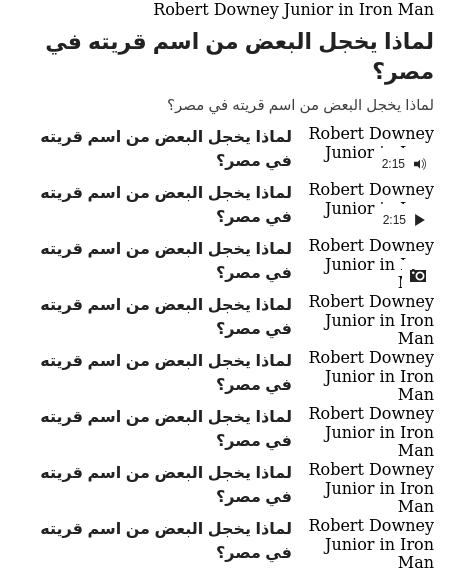 Robert Downey Junior in Iron Man
لماذا يخجل البعض من اسم قريته في
مصر؟
لماذا يخجل البعض من اسم قريته في مصر؟
Robert Downey
Junior
2:15
لماذا يخجل البعض من اسم قريته
في مصر؟
Robert Downey
Junior
2:15
لماذا يخجل البعض من اسم قريته
في مصر؟
Robert Downey
Junior in
لماذا يخجل البعض من اسم قريته
في مصر؟
Robert Downey
Junior in Iron
Man
لماذا يخجل البعض من اسم قريته
في مصر؟
Robert Downey
Junior in Iron
Man
لماذا يخجل البعض من اسم قريته
في مصر؟
Robert Downey
Junior in Iron
Man
لماذا يخجل البعض من اسم قريته
في مصر؟
Robert Downey
Junior in Iron
Man
لماذا يخجل البعض من اسم قريته
في مصر؟
Robert Downey
Junior in Iron
Man
لماذا يخجل البعض من اسم قريته
في مصر؟